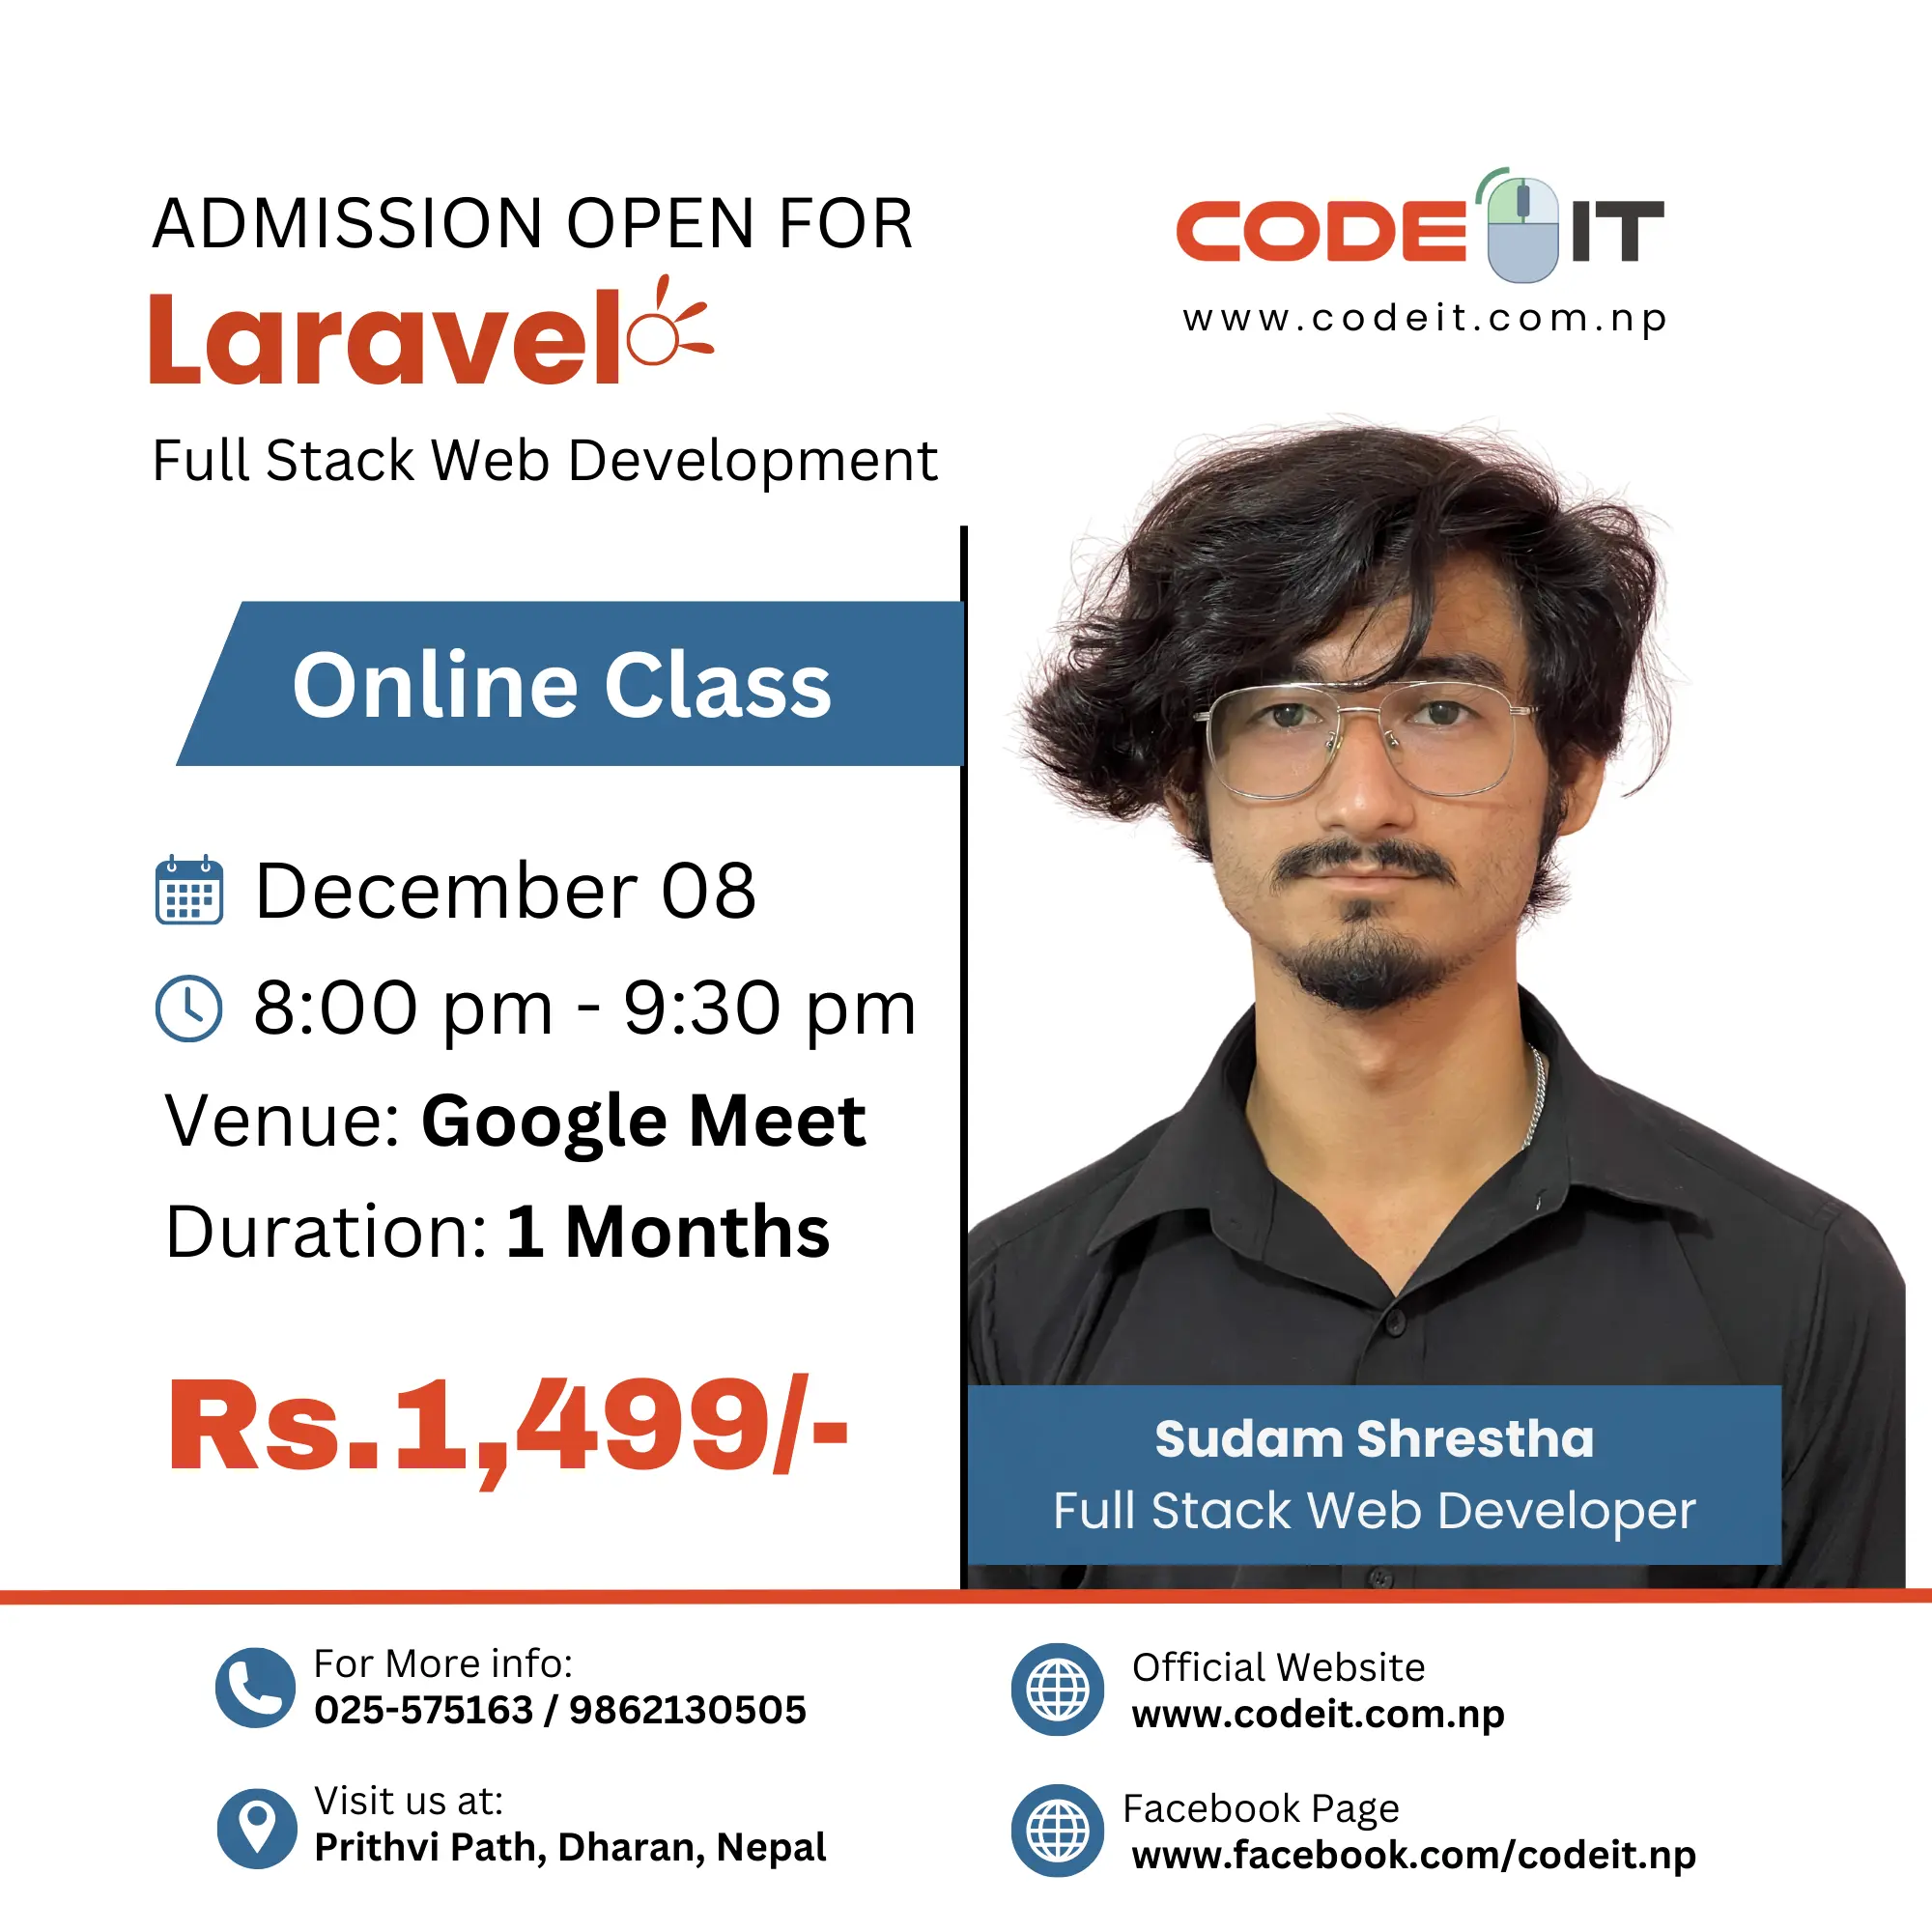 ADMISSION OPEN FOR
Laravel
Full Stack Web Development
CODE IT
www.codeit.com.np
Online Class
December 08
8:00 pm - 9:30 pm
Venue: Google Meet
Duration: 1 Months
Rs.1,499/-
Sudam Shrestha
Full Stack Web Developer
For More info:
025-575163 / 9862130505
Visit us at:
Prithvi Path, Dharan, Nepal
Official Website
www.codeit.com.np
Facebook Page
www.facebook.com/codeit.np